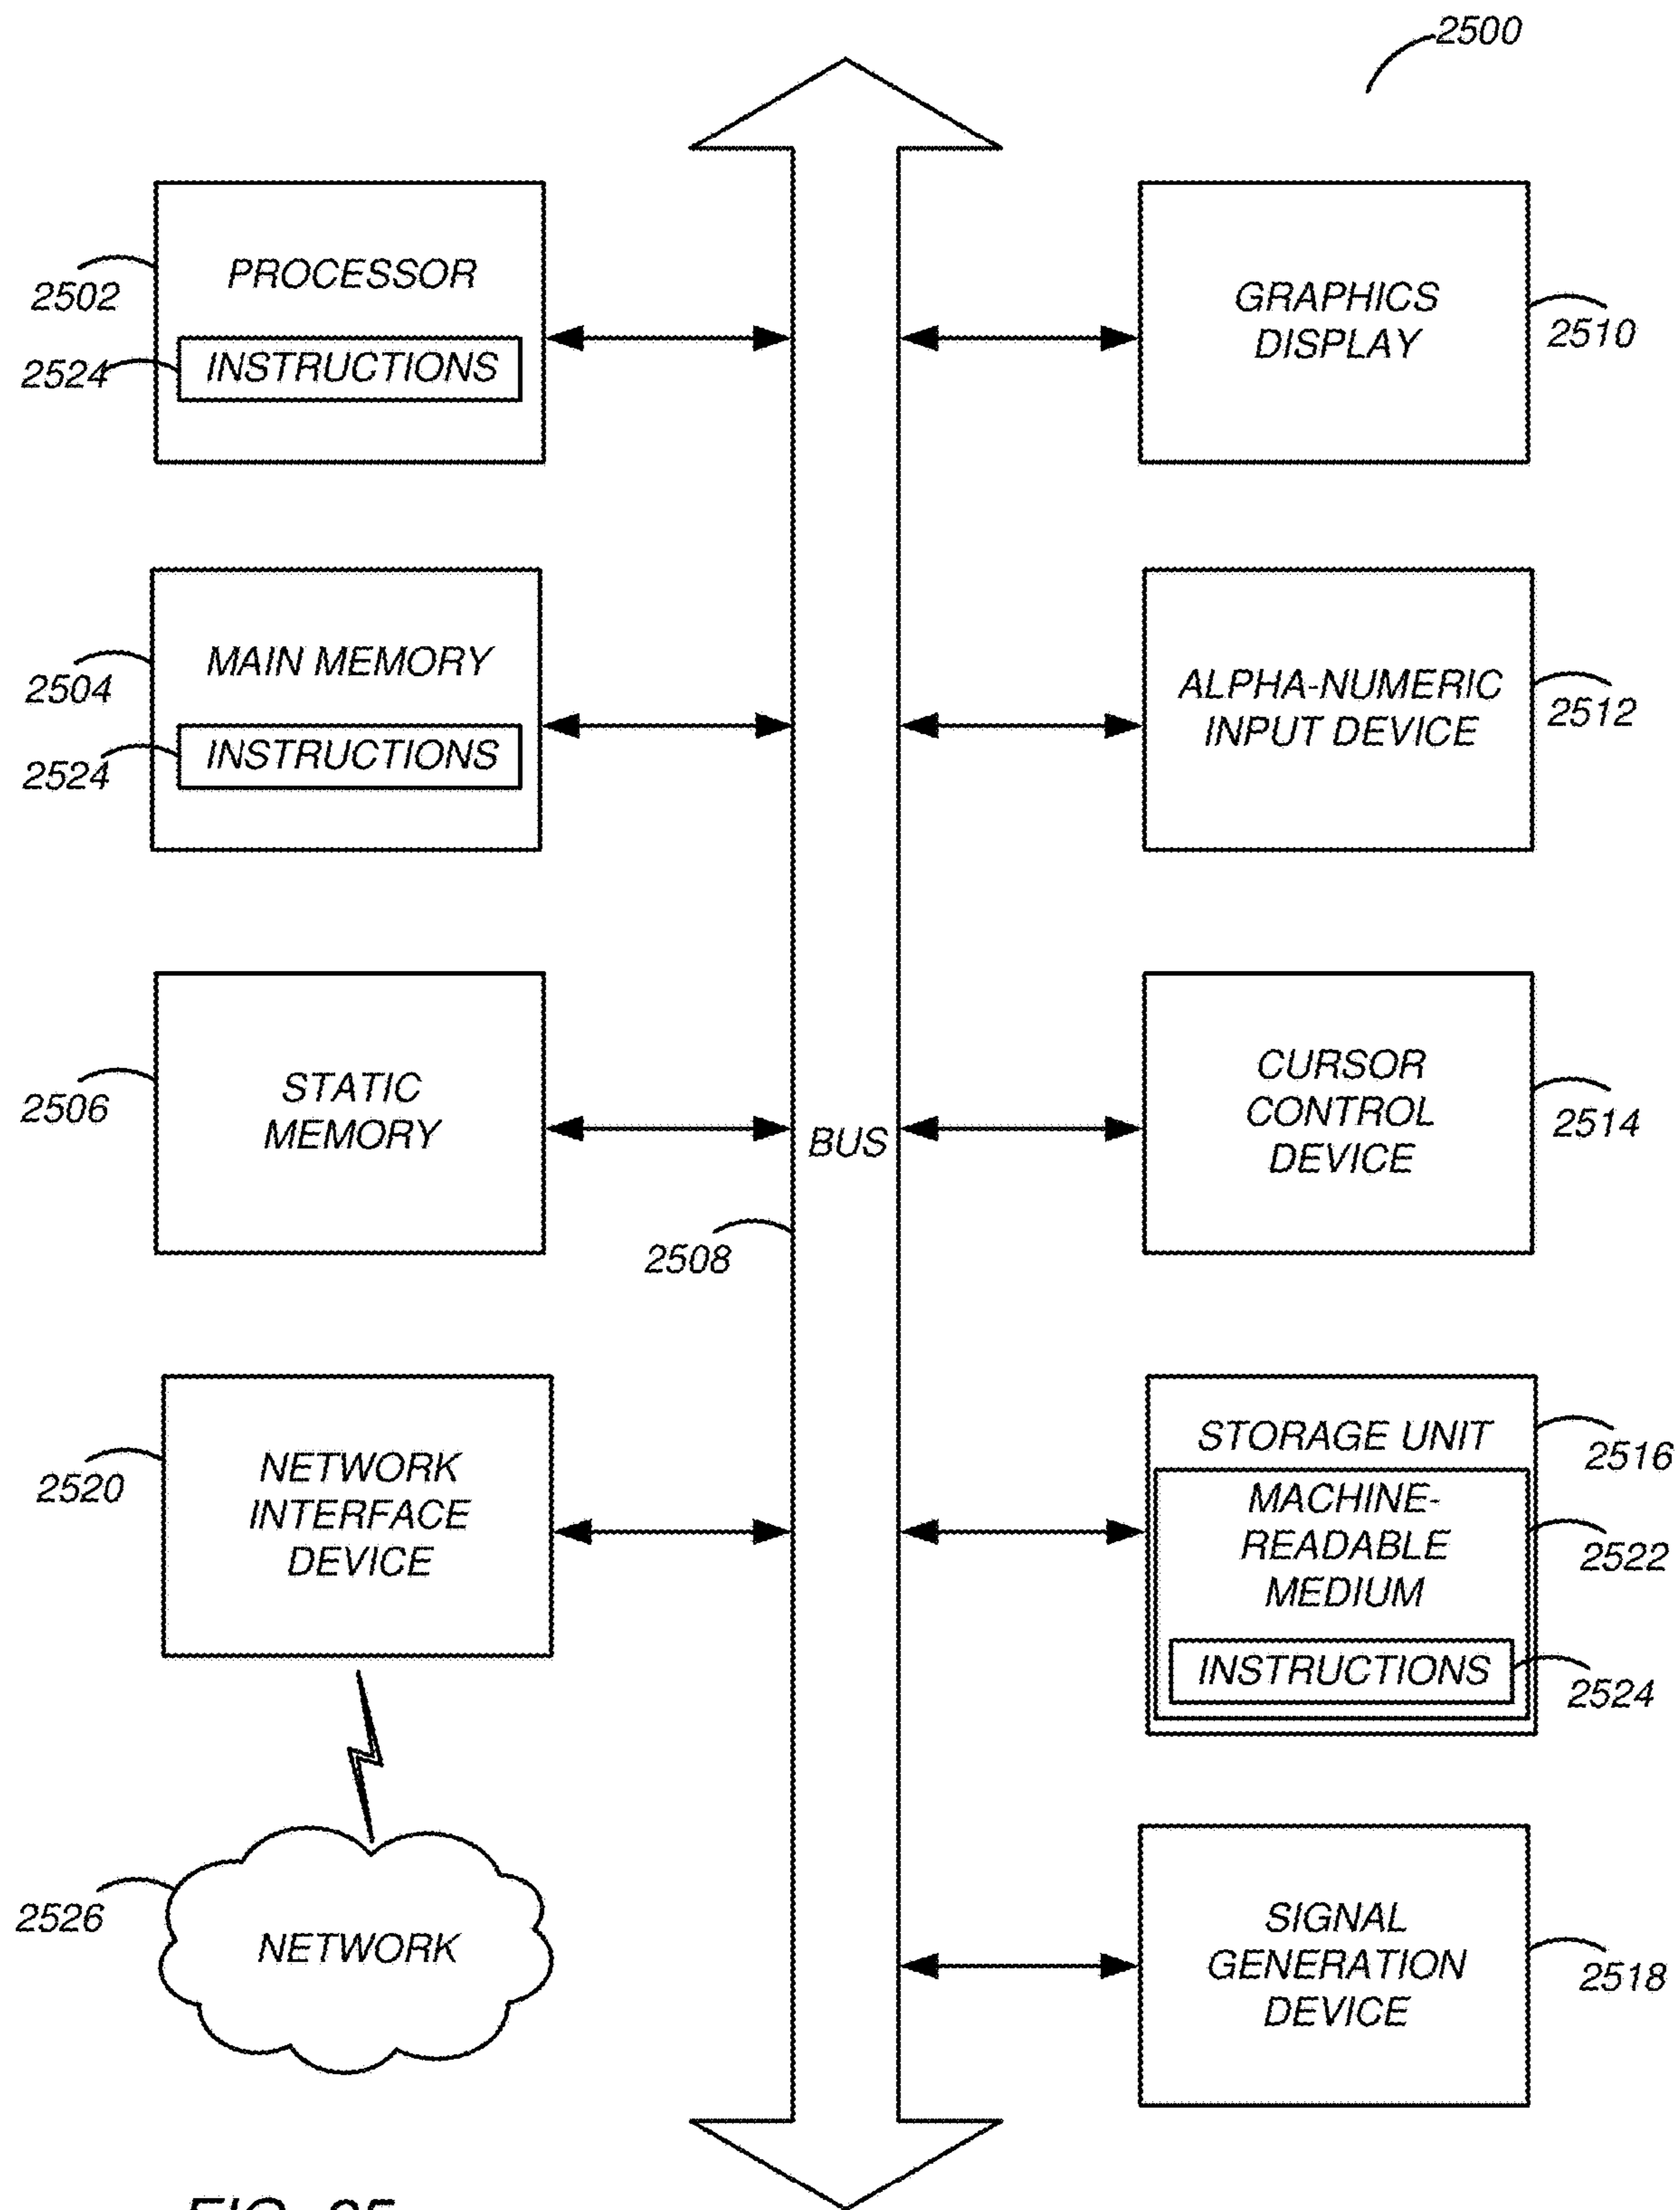 2500
PROCESSOR
2502
INSTRUCTIONS
2524
GRAPHICS
DISPLAY
2510
MAIN MEMORY
2504
INSTRUCTIONS
2524
ALPHA-NUMERIC
INPUT DEVICE
2512
STATIC
MEMORY
2506
BUS
2508
CURSOR
CONTROL
DEVICE
2514
NETWORK
INTERFACE
DEVICE
2520
STORAGE UNIT
2516
MACHINE-
READABLE
MEDIUM
2522
INSTRUCTIONS
2524
NETWORK
2526
SIGNAL
GENERATION
DEVICE
2518